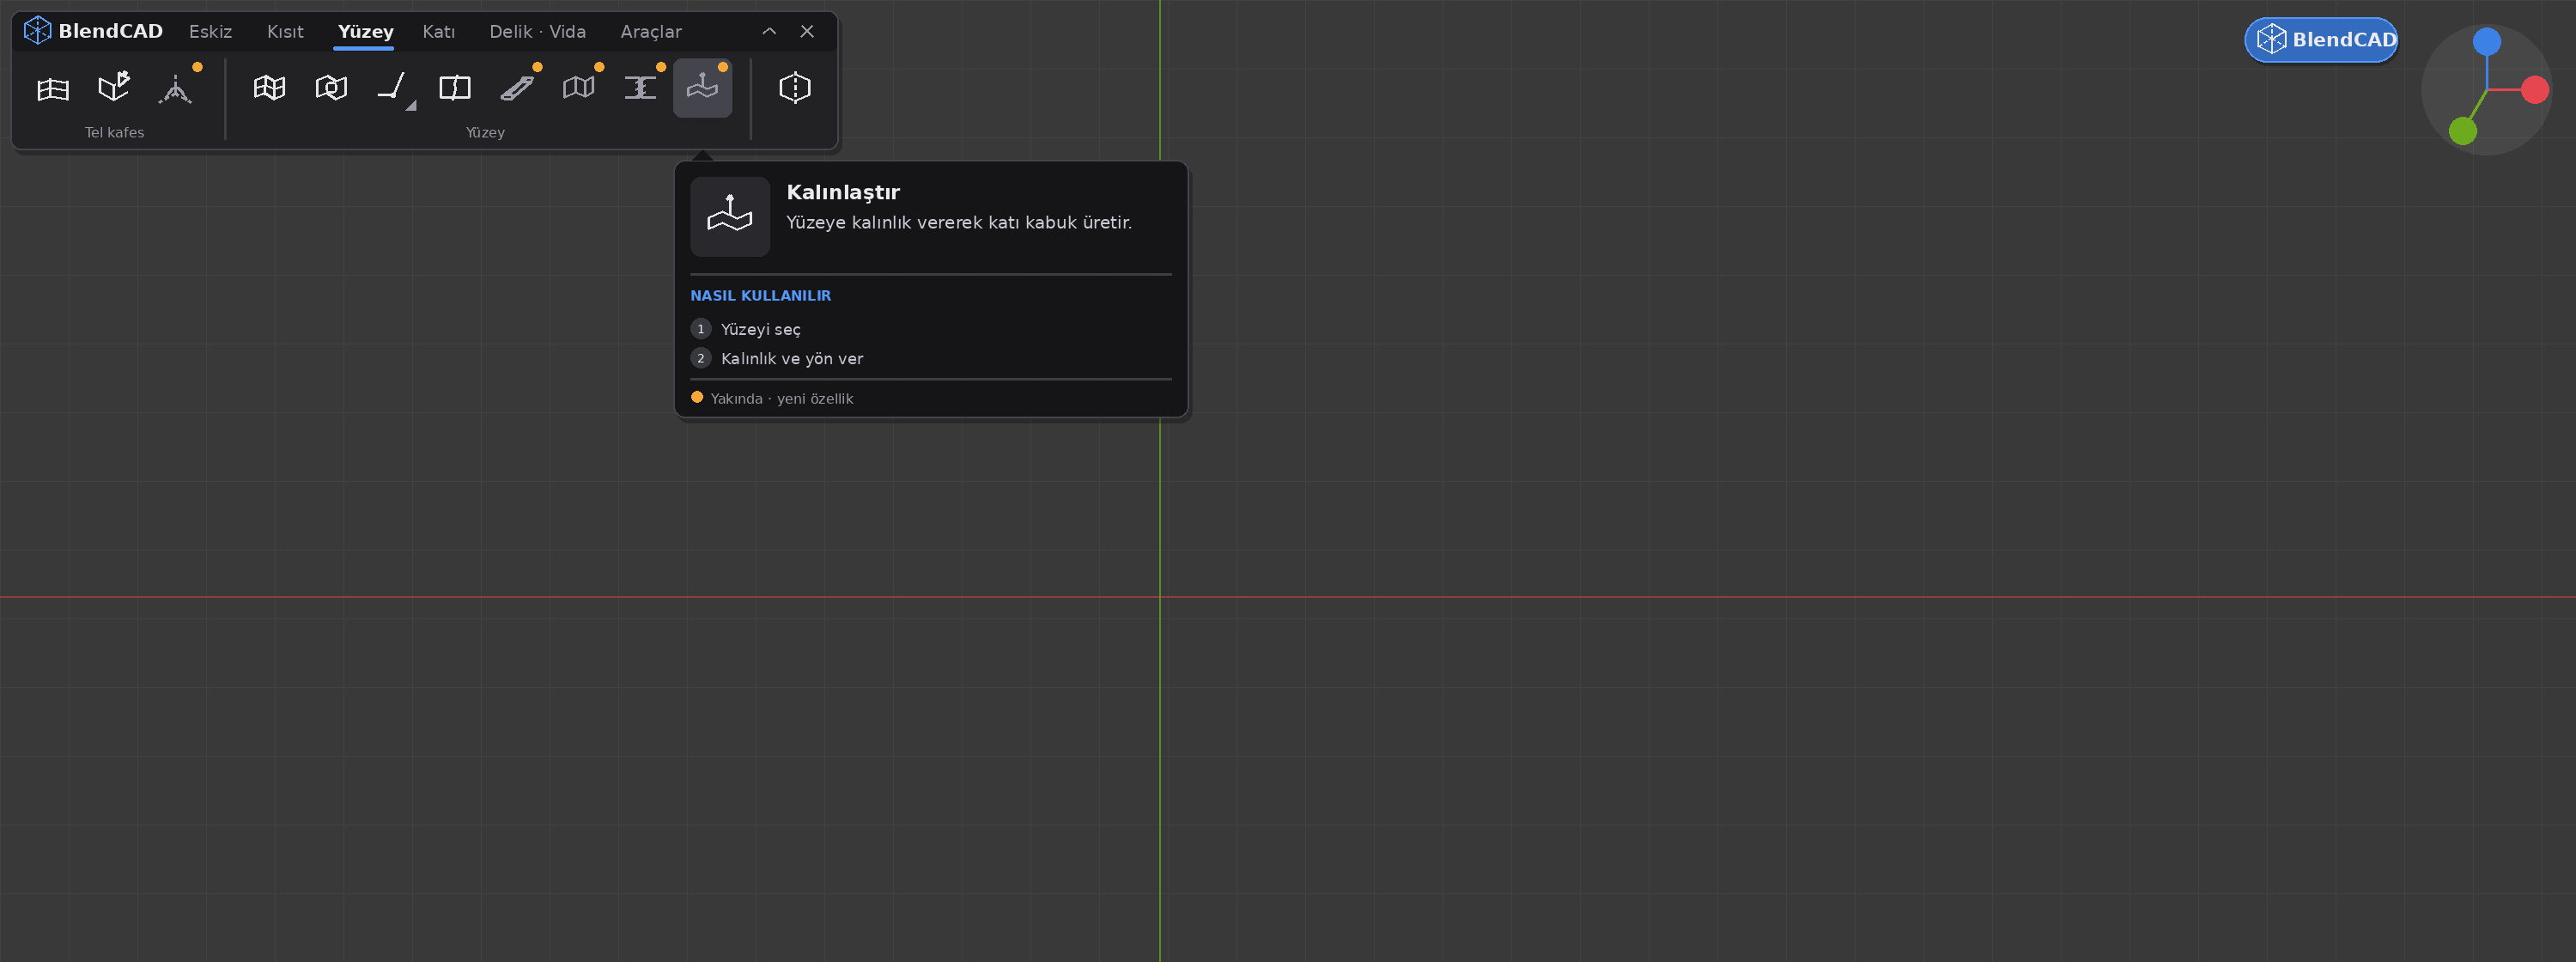 BlendCAD Eskiz Kısıt Yüzey Katı Delik · Vida Araçlar
Tel kafes Yüzey
BlendCAD
Kalınlaştır
Yüzeye kalınlık vererek katı kabuk üretir.
NASIL KULLANILIR
1 Yüzeyi seç
2 Kalınlık ve yön ver
Yakında · yeni özellik